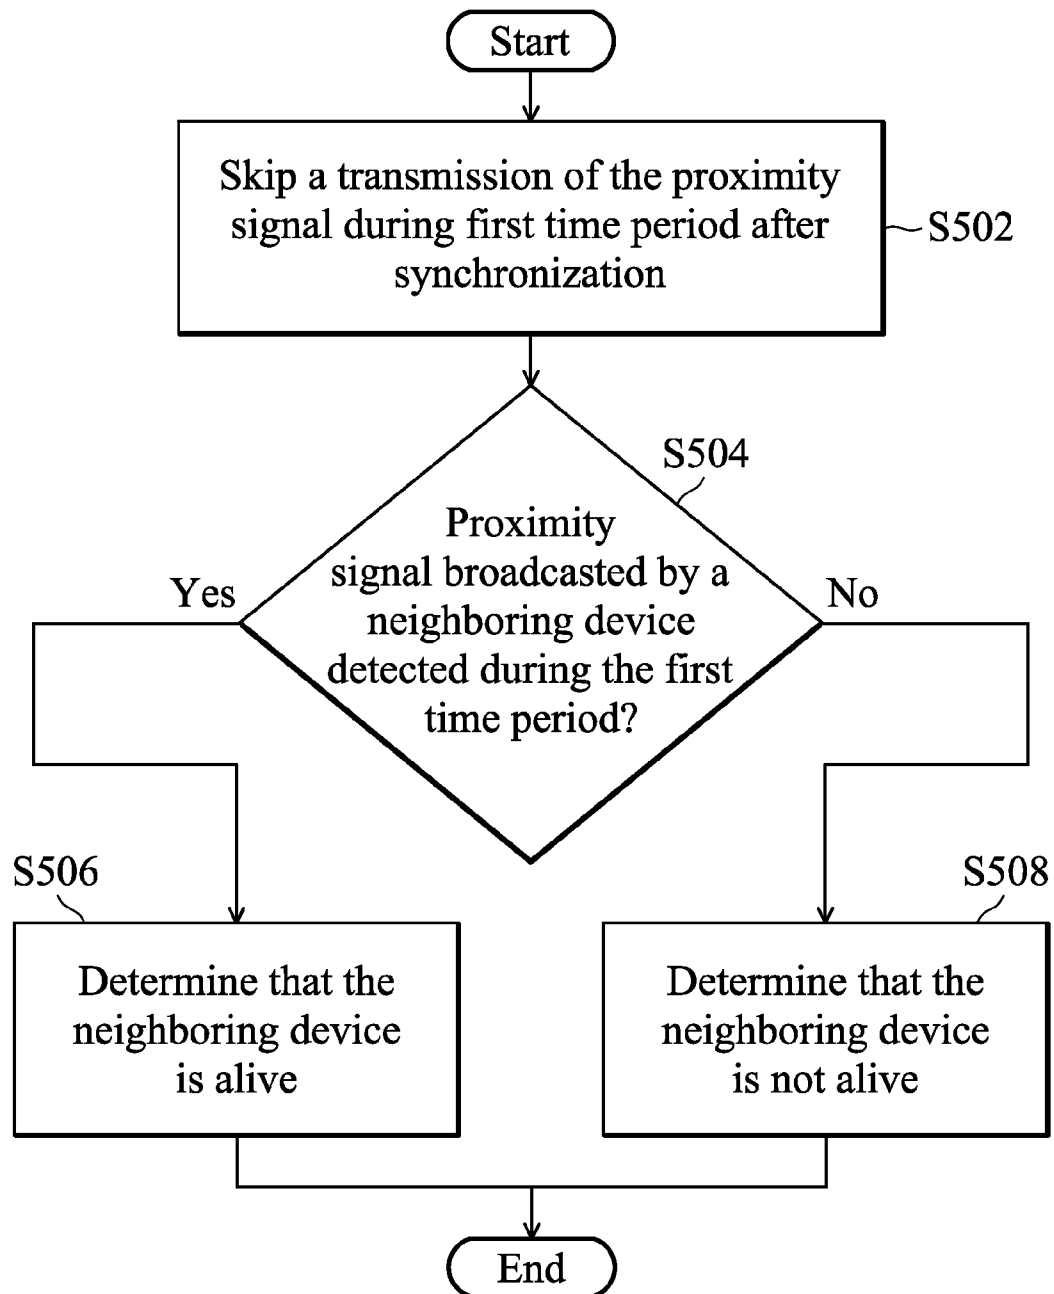 Start
Skip a transmission of the proximity
signal during first time period after
synchronization
S502
S504
Proximity
signal broadcasted by a
neighboring device
detected during the first
time period?
Yes
No
S506
S508
Determine that the
neighboring device
is alive
Determine that the
neighboring device
is not alive
End